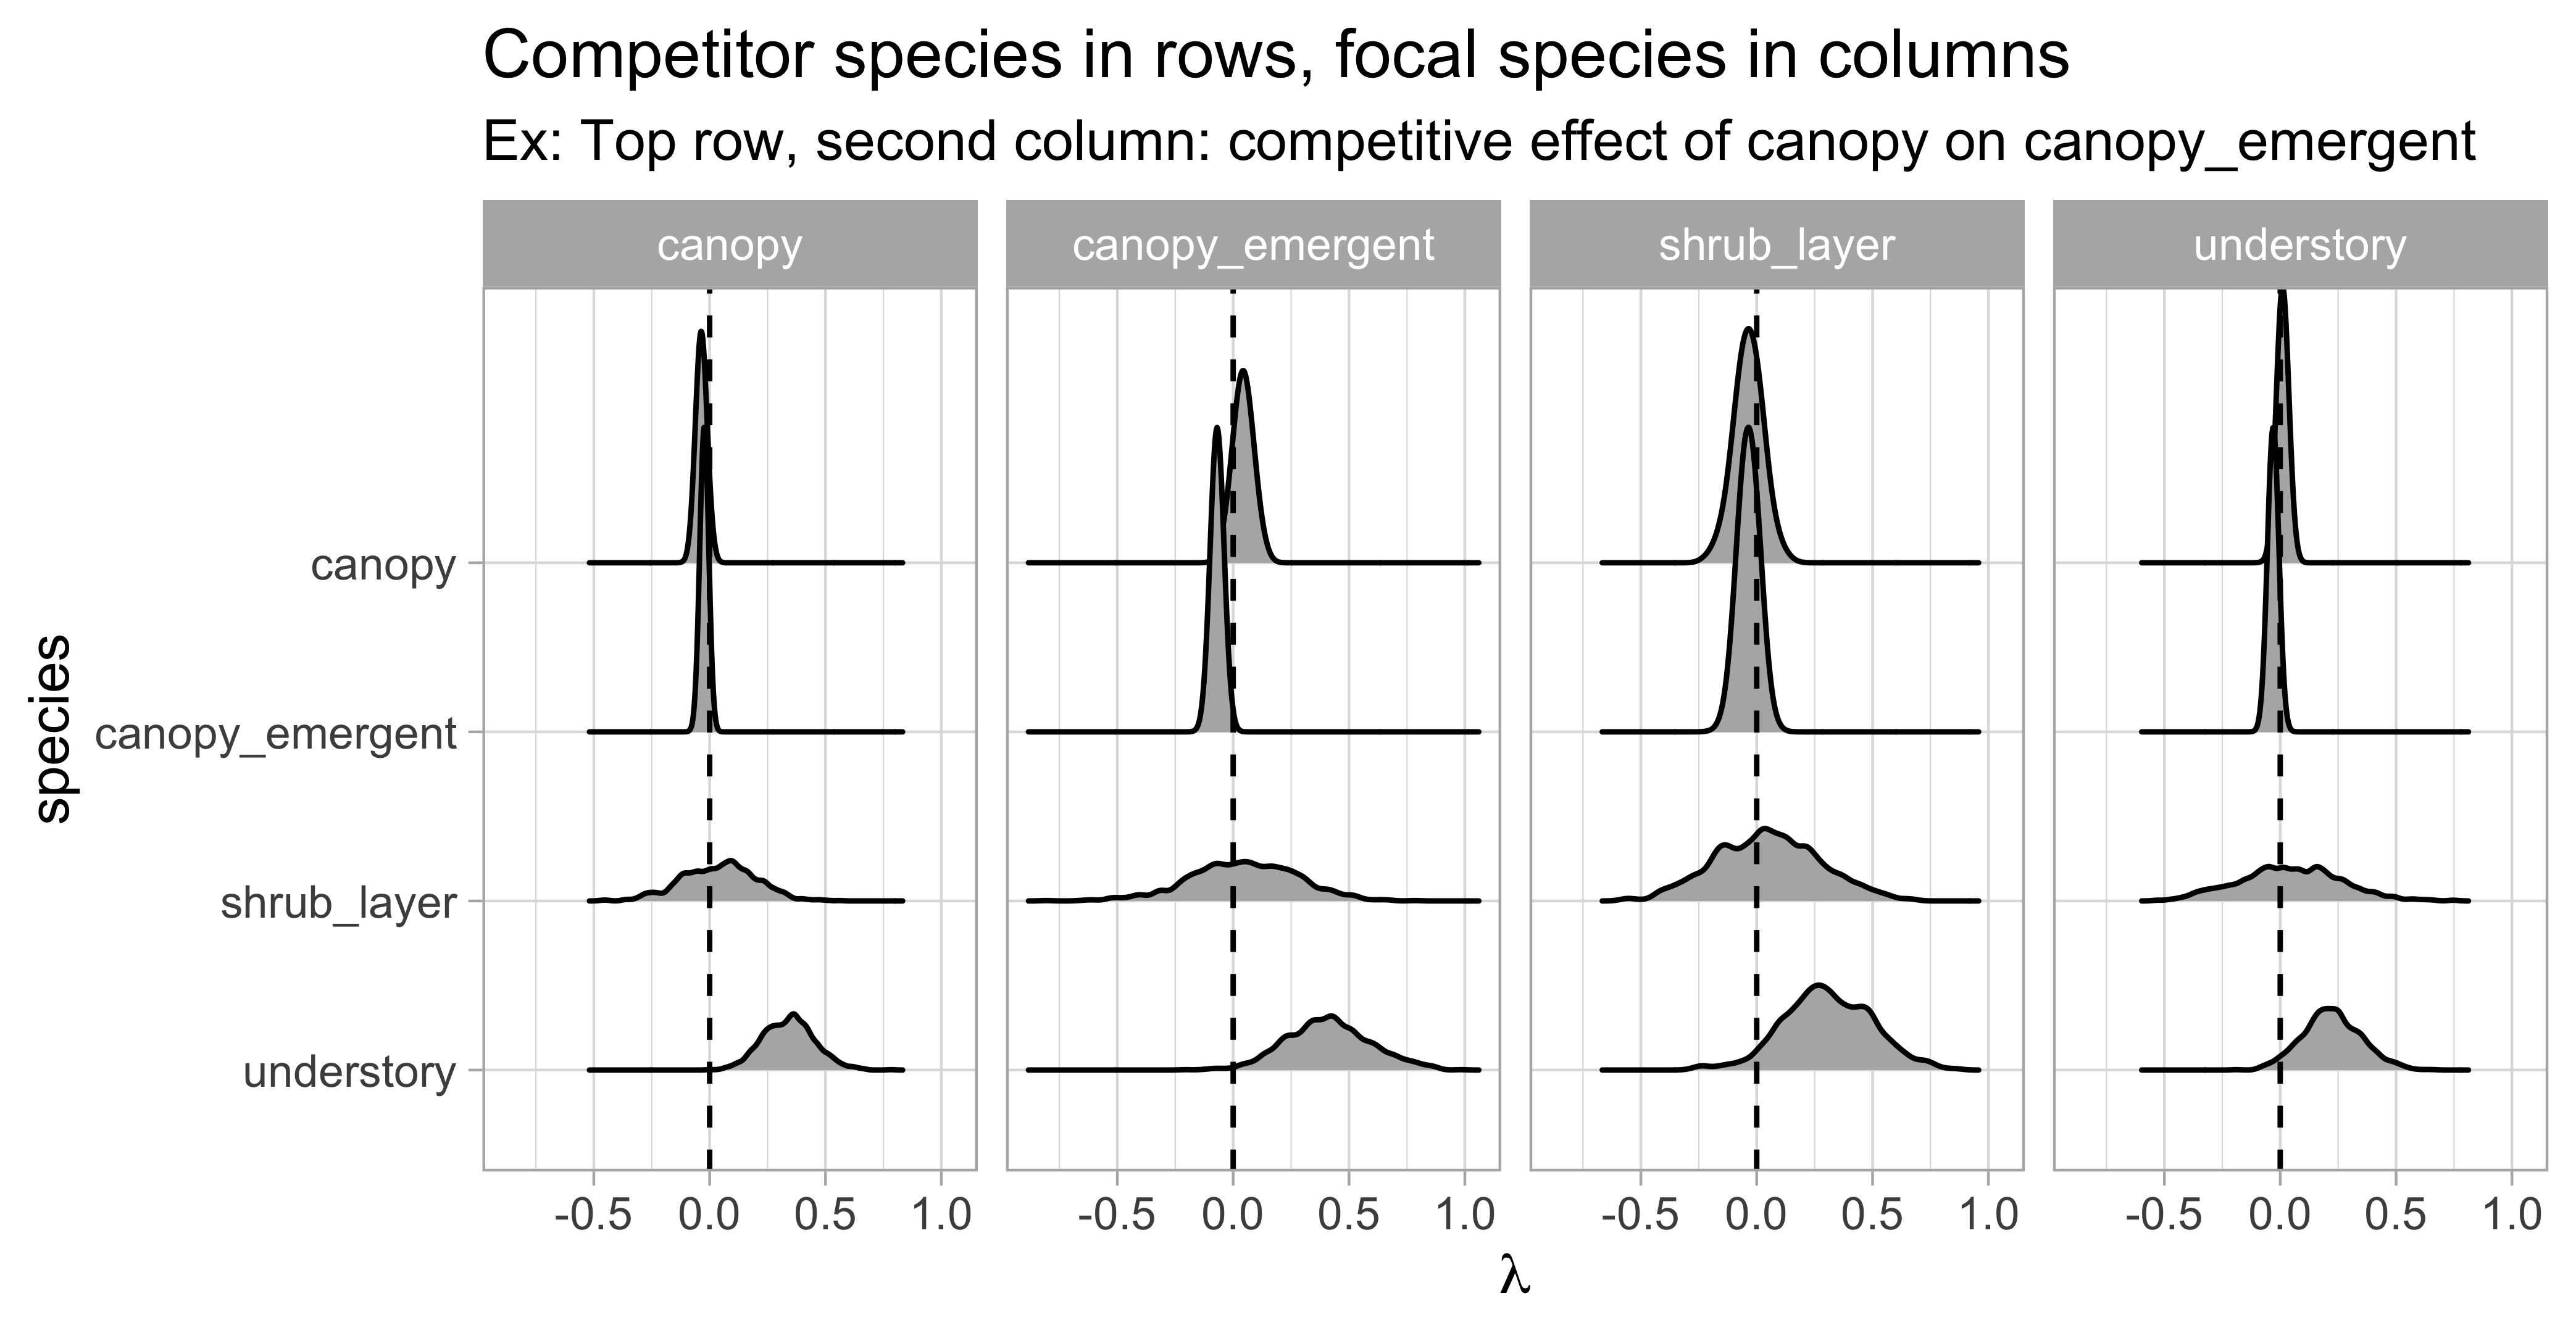 Competitor species in rows, focal species in columns
Ex: Top row, second column: competitive effect of canopy on canopy_emergent
canopy canopy_emergent shrub_layer understory
species
canopy
canopy_emergent
shrub_layer
understory
-0.5 0.0 0.5 1.0 -0.5 0.0 0.5 1.0 -0.5 0.0 0.5 1.0 -0.5 0.0 0.5 1.0
λ